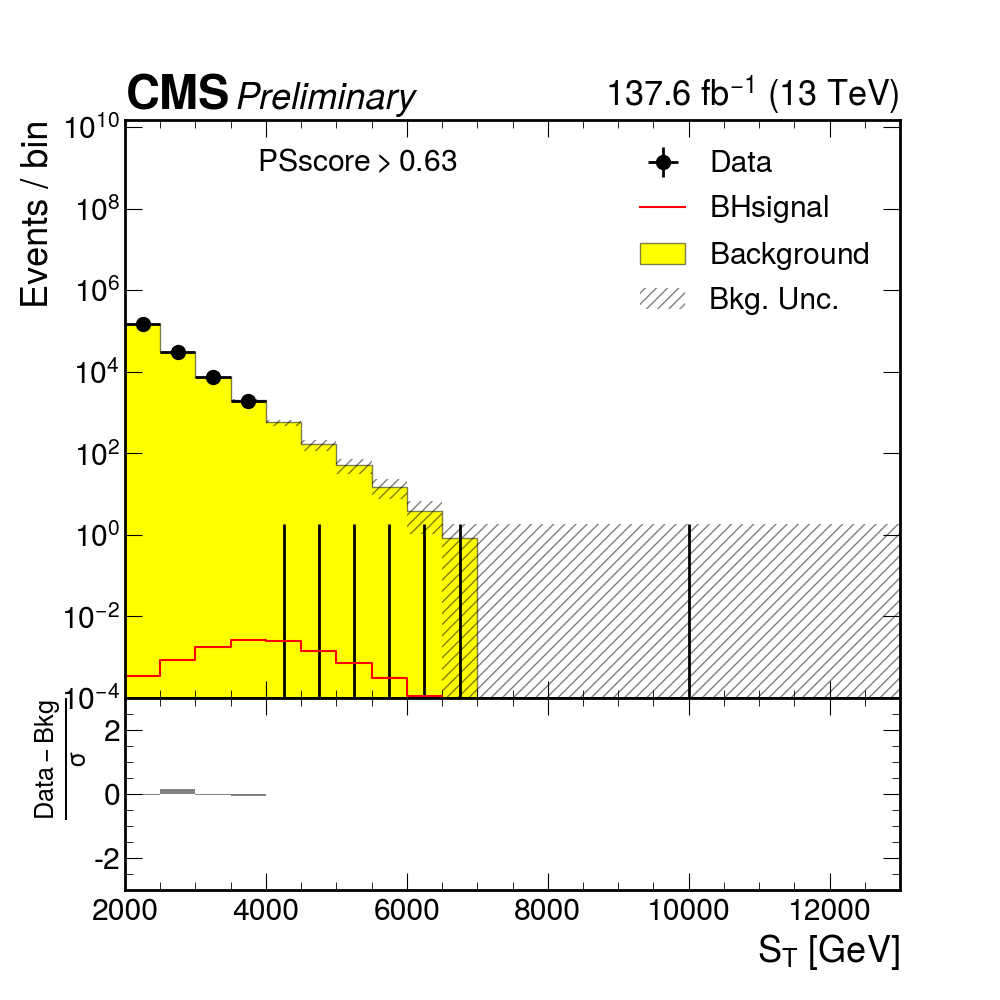 CMS Preliminary 137.6 fb⁻¹ (13 TeV)
Events / bin
10¹⁰
10⁸
10⁶
10⁴
10²
10⁰
10⁻²
10⁻⁴
PSscore > 0.63
Data
BHsignal
Background
Bkg. Unc.
Data – Bkg
σ
2
0
-2
2000 4000 6000 8000 10000 12000
S_T [GeV]